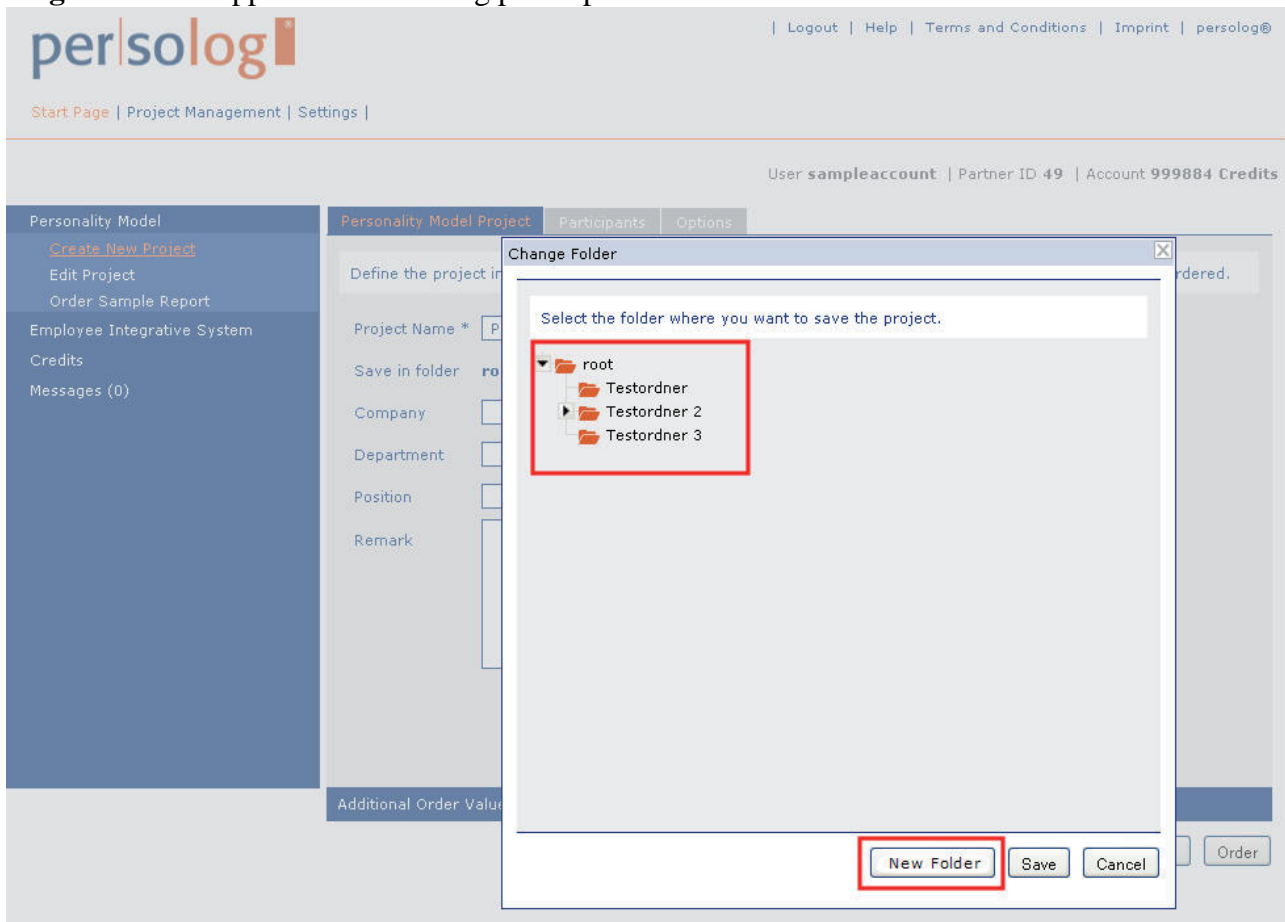 per|solog®
| Logout | Help | Terms and Conditions | Imprint | persolog®
Start Page | Project Management | Settings |
User sampleaccount | Partner ID 49 | Account 999884 Credits
Personality Model
Create New Project
Edit Project
Order Sample Report
Employee Integrative System
Credits
Messages (0)
Personality Model Project Participants Options
Define the project
Project Name * P
Save in folder
Company
Department
Position
Remark
Additional Order
Change Folder
Select the folder where you want to save the project.
root
Testordner
Testordner 2
Testordner 3
New Folder Save Cancel
Order